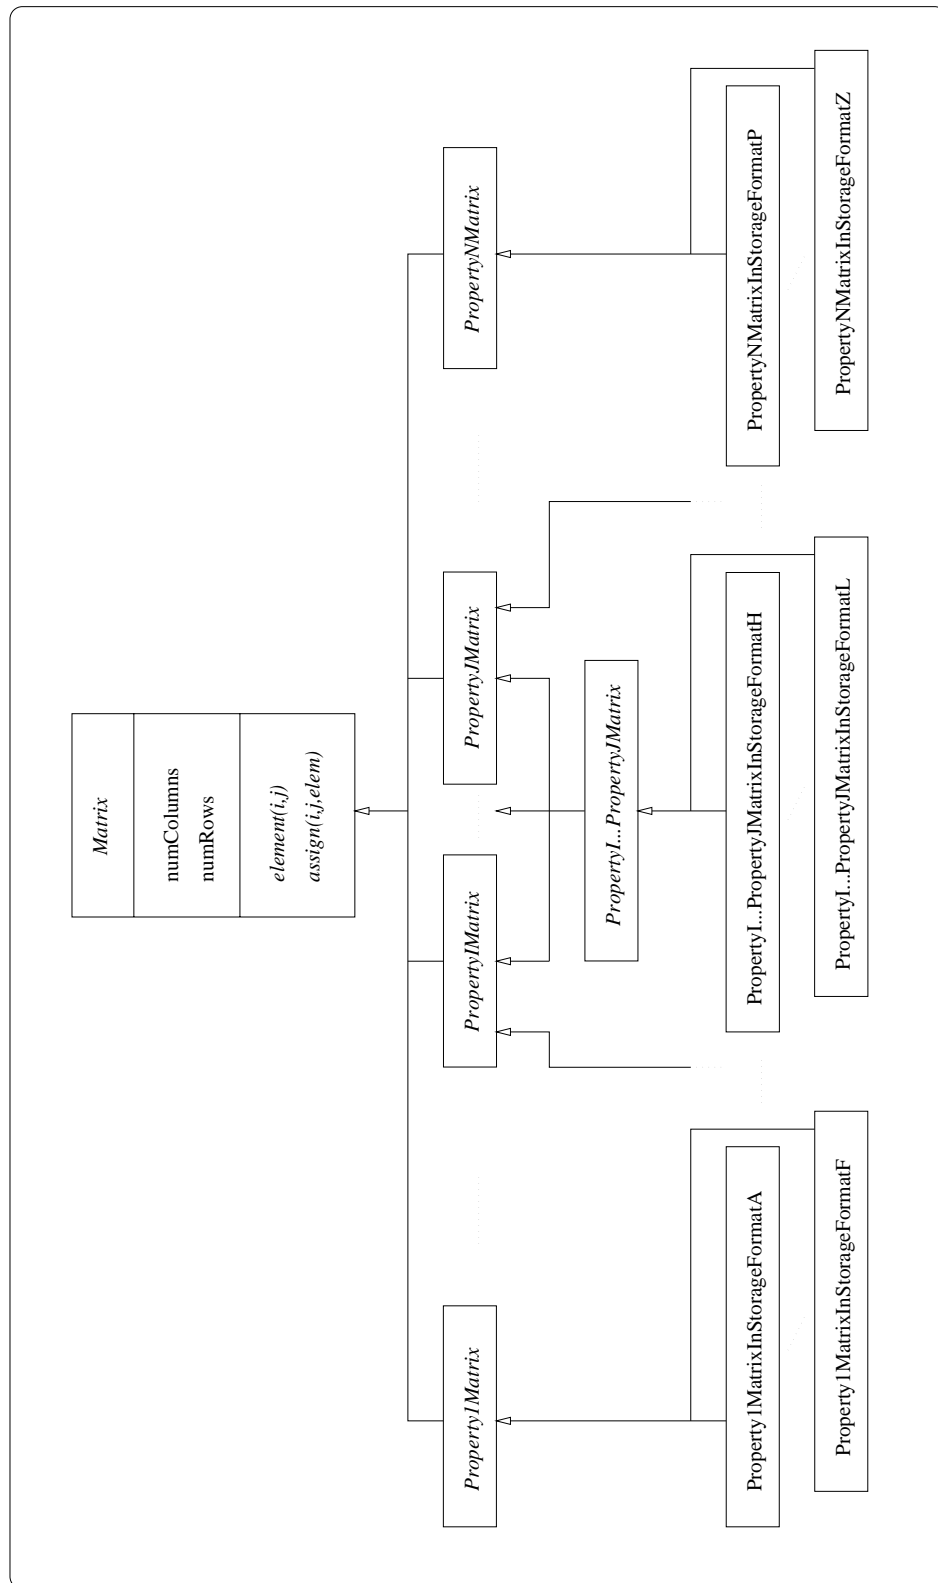 Matrix
numColumns
numRows
element(i,j)
assign(i,j,elem)
Property1Matrix
PropertyIMatrix
PropertyJMatrix
PropertyNMatrix
PropertyI...PropertyJMatrix
Property1MatrixInStorageFormatA
PropertyI...PropertyJMatrixInStorageFormatH
PropertyNMatrixInStorageFormatP
Property1MatrixInStorageFormatF
PropertyI...PropertyJMatrixInStorageFormatL
PropertyNMatrixInStorageFormatZ